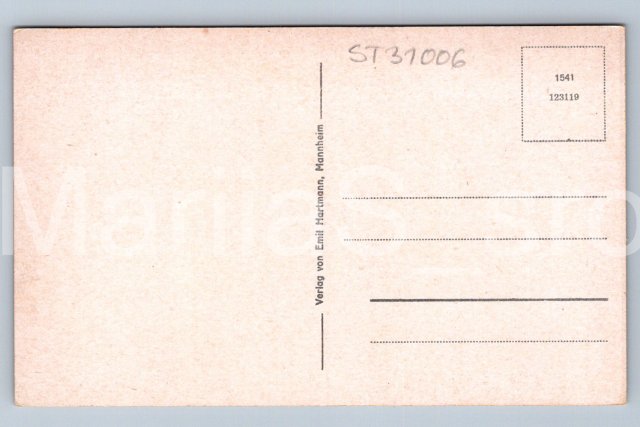 ST31006
1541
123119
Verlag von Emil Hartmann, Mannheim